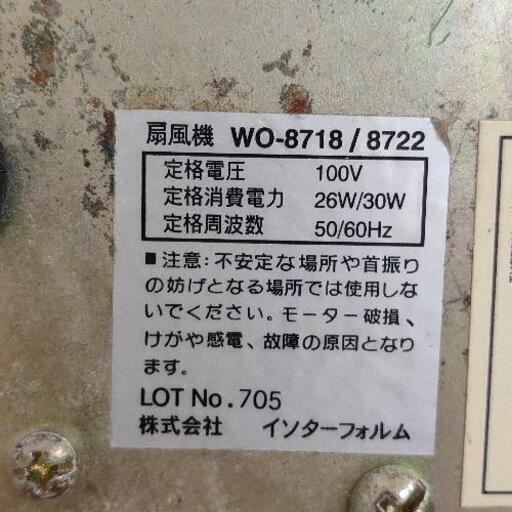 扇風機 WO-8718 / 8722
定格電圧 100V
定格消費電力 26W/30W
定格周波数 50/60Hz
■注意：不安定な場所や首振り
の妨げとなる場所では使用しな
いでください。モーター破損、
けがや感電、故障の原因となり
ます。
LOT No. 705
株式会社 インターフォルム